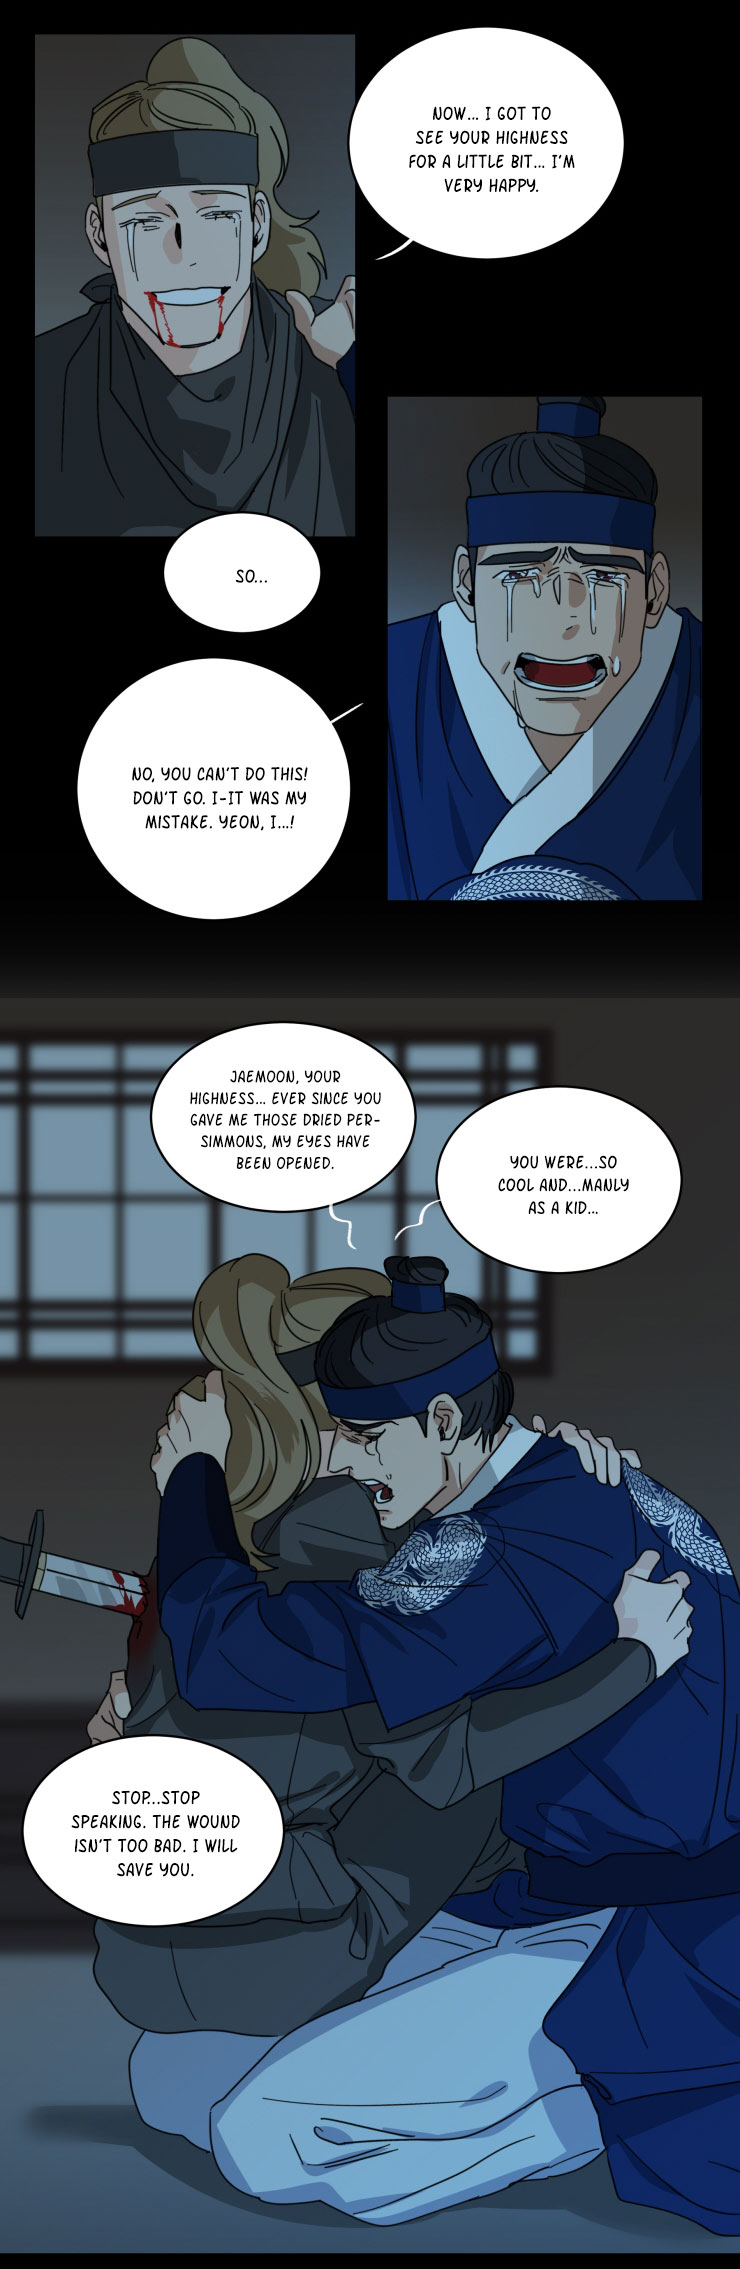 NOW... I GOT TO
SEE YOUR HIGHNESS
FOR A LITTLE BIT... I'M
VERY HAPPY.
SO...
NO, YOU CAN'T DO THIS!
DON'T GO. I-IT WAS MY
MISTAKE. YEON, I...!
JAEMOON, YOUR
HIGHNESS... EVER SINCE YOU
GAVE ME THOSE DRIED PER-
SIMMONS, MY EYES HAVE
BEEN OPENED.
YOU WERE...SO
COOL AND...MANLY
AS A KID...
STOP...STOP
SPEAKING. THE WOUND
ISN'T TOO BAD. I WILL
SAVE YOU.